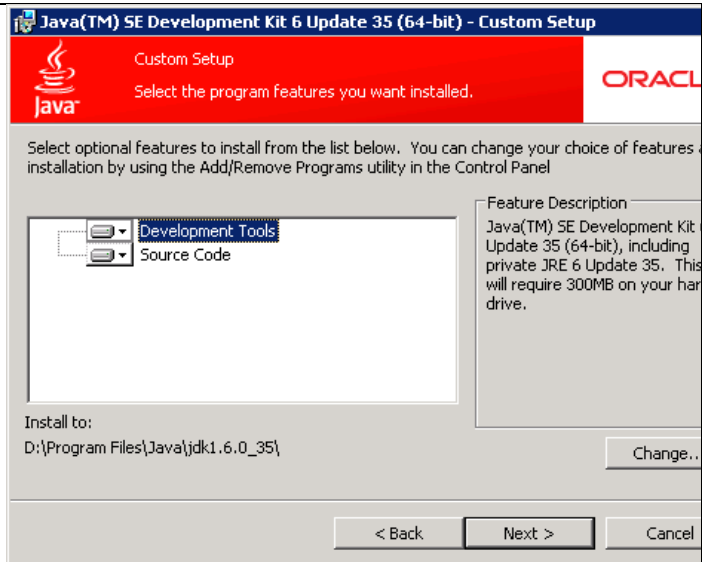 Java(TM) SE Development Kit 6 Update 35 (64-bit) - Custom Setup
Java
Custom Setup
Select the program features you want installed.
ORACL
Select optional features to install from the list below. You can change your choice of features
installation by using the Add/Remove Programs utility in the Control Panel
Development Tools
Source Code
Feature Description
Java(TM) SE Development Kit
Update 35 (64-bit), including
private JRE 6 Update 35. This
will require 300MB on your har
drive.
Install to:
D:\Program Files\Java\jdk1.6.0_35\
Change..
< Back
Next >
Cancel